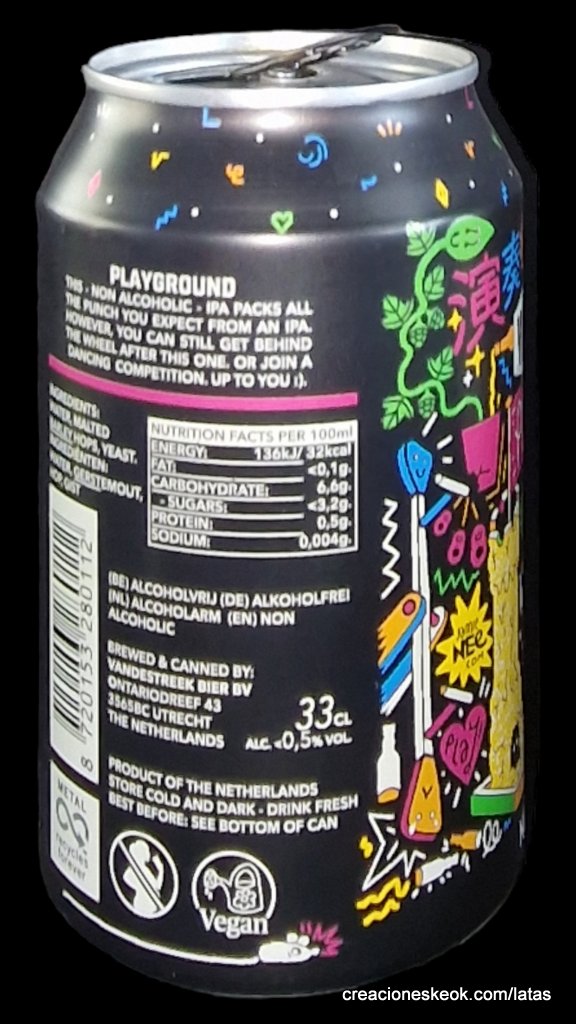 PLAYGROUND
THIS - NON ALCOHOLIC - IPA PACKS ALL
THE PUNCH YOU EXPECT FROM AN IPA.
HOWEVER, YOU CAN STILL GET BEHIND
THE WHEEL AFTER THIS ONE. OR JOIN A
DANCING COMPETITION. UP TO YOU :).
INGREDIENTS:
WATER, MALTED
BARLEY, HOPS, YEAST.
INGREDIËNTEN:
WATER, GERSTEMOUT,
HOP, GIST
NUTRITION FACTS PER 100ml
ENERGY: 136kJ/ 32kcal
FAT: <0,1g.
CARBOHYDRATE: 6,6g.
- SUGARS: <3,2g.
PROTEIN: 0,5g.
SODIUM: 0,004g.
(BE) ALCOHOLVRIJ (DE) ALKOHOLFREI
(NL) ALCOHOLARM (EN) NON
ALCOHOLIC
BREWED & CANNED BY:
VANDESTREEK BIER BV
ONTARIODREEF 43
3565BC UTRECHT
THE NETHERLANDS
33CL
ALC. <0,5% VOL.
PRODUCT OF THE NETHERLANDS
STORE COLD AND DARK - DRINK FRESH
BEST BEFORE: SEE BOTTOM OF CAN
8 720153 280112
METAL
recycles
forever
Vegan
演奏
NEE
.com
Play!
creacioneskeok.com/latas